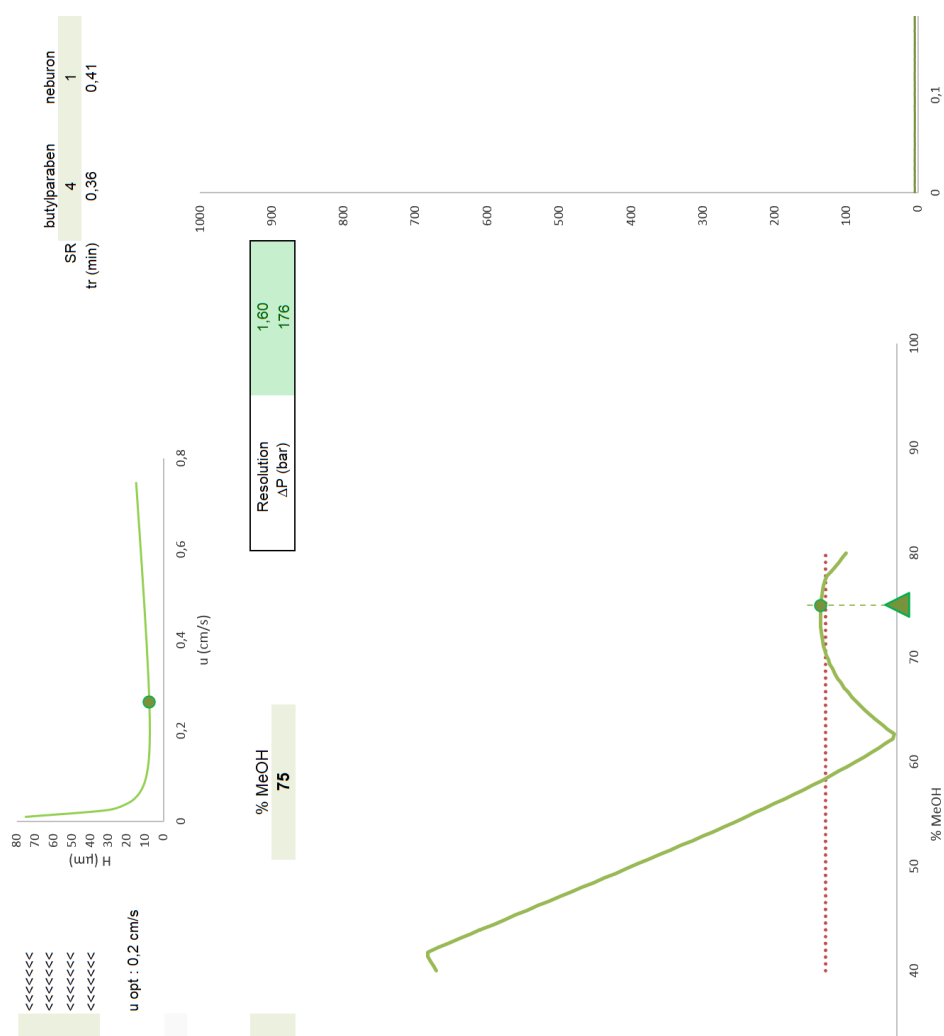 <<<<<<<
<<<<<<<
<<<<<<<
<<<<<<<
u opt : 0,2 cm/s
H (µm)
80
70
60
50
40
30
20
10
0
0 0,2 0,4 0,6 0,8
u (cm/s)
butylparaben neburon
SR 4 1
tr (min) 0,36 0,41
% MeOH
75
Resolution 1,60
ΔP (bar) 176
40 50 60 70 80 90 100
% MeOH
1000
900
800
700
600
500
400
300
200
100
0
0 0,1